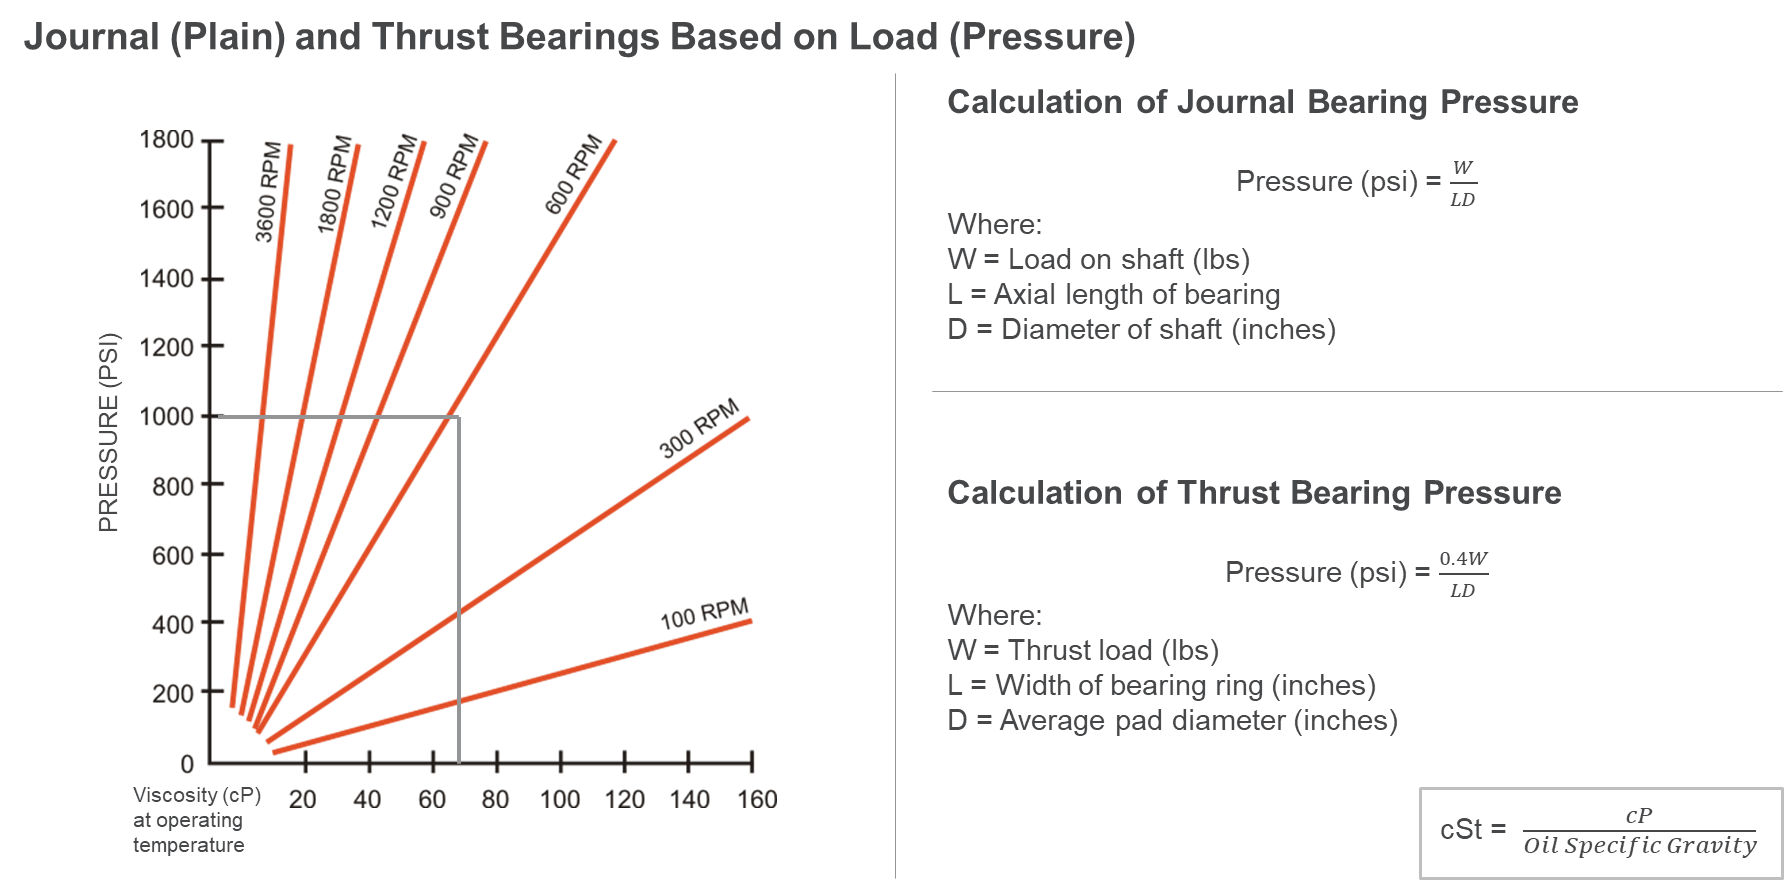 Journal (Plain) and Thrust Bearings Based on Load (Pressure)
PRESSURE (PSI)
1800
1600
1400
1200
1000
800
600
400
200
0
3600 RPM
1800 RPM
1200 RPM
900 RPM
600 RPM
300 RPM
100 RPM
Viscosity (cP)
at operating
temperature
20 40 60 80 100 120 140 160
Calculation of Journal Bearing Pressure
Pressure (psi) = W/LD
Where:
W = Load on shaft (lbs)
L = Axial length of bearing
D = Diameter of shaft (inches)
Calculation of Thrust Bearing Pressure
Pressure (psi) = 0.4W/LD
Where:
W = Thrust load (lbs)
L = Width of bearing ring (inches)
D = Average pad diameter (inches)
cSt = cP/Oil Specific Gravity